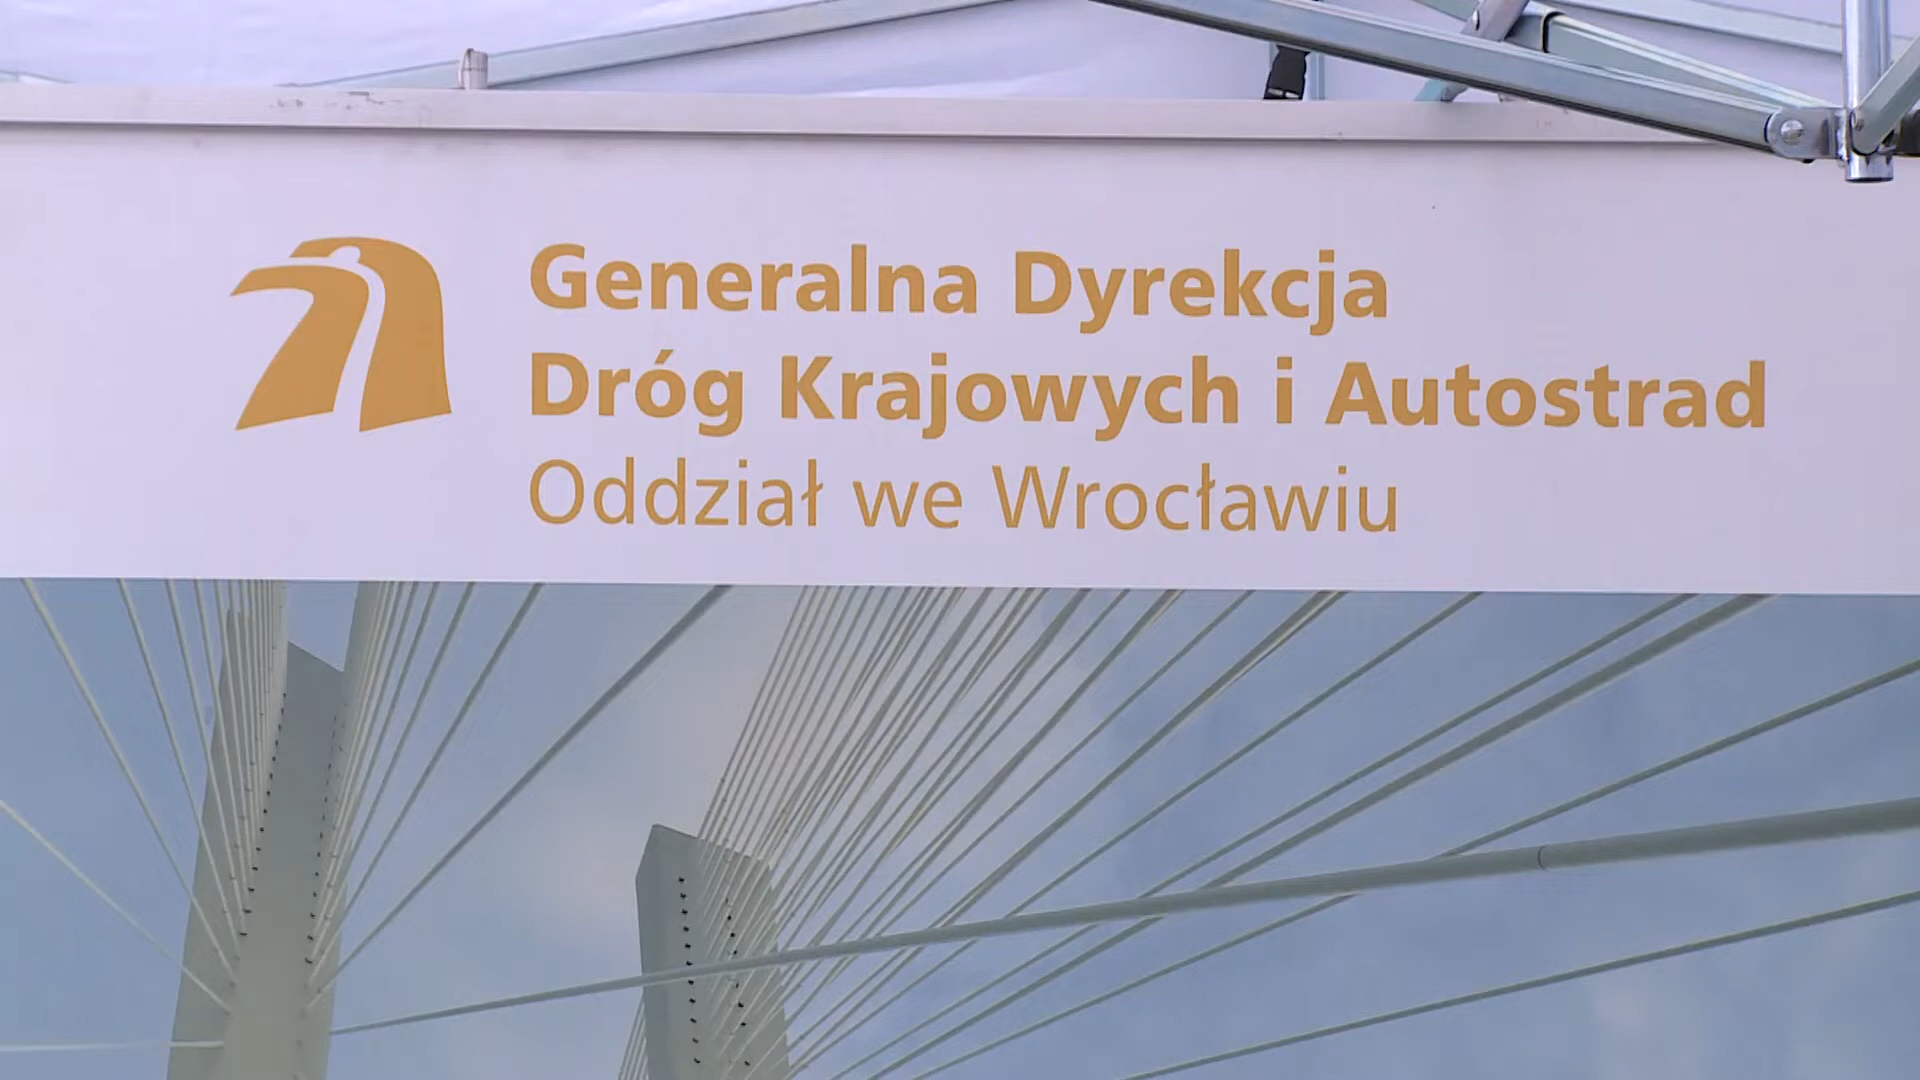 Generalna Dyrekcja
Dróg Krajowych i Autostrad
Oddział we Wrocławiu